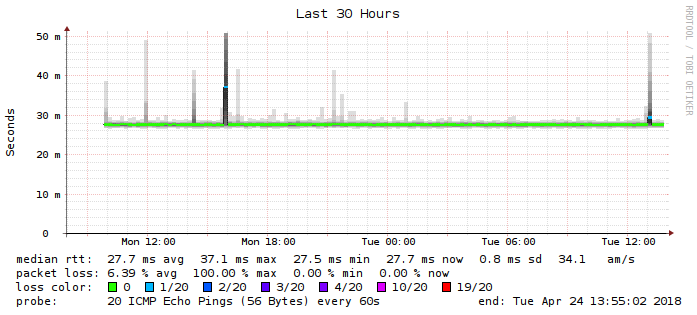 Last 30 Hours
RRDTOOL / TOBI OETIKER
Seconds
50 m
40 m
30 m
20 m
10 m
0
Mon 12:00 Mon 18:00 Tue 00:00 Tue 06:00 Tue 12:00
median rtt: 27.7 ms avg 37.1 ms max 27.5 ms min 27.7 ms now 0.8 ms sd 34.1 am/s
packet loss: 6.39 % avg 100.00 % max 0.00 % min 0.00 % now
loss color: 0 1/20 2/20 3/20 4/20 10/20 19/20
probe: 20 ICMP Echo Pings (56 Bytes) every 60s end: Tue Apr 24 13:55:02 2018